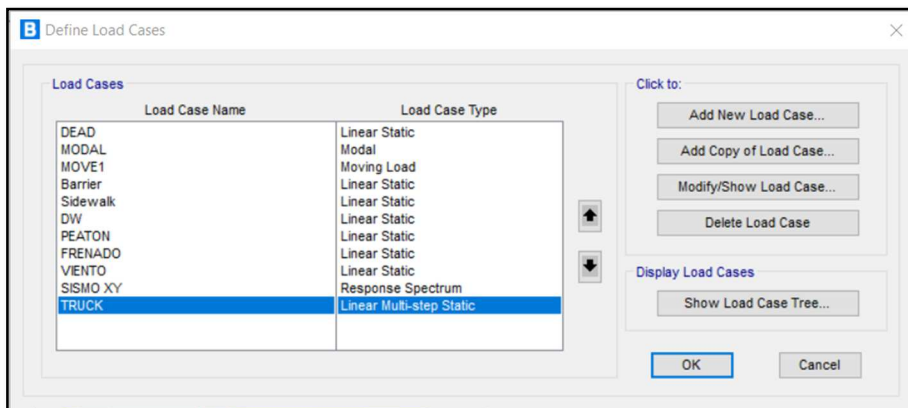 B Define Load Cases
Load Cases
Load Case Name Load Case Type
DEAD Linear Static
MODAL Modal
MOVE1 Moving Load
Barrier Linear Static
Sidewalk Linear Static
DW Linear Static
PEATON Linear Static
FRENADO Linear Static
VIENTO Linear Static
SISMO XY Response Spectrum
TRUCK Linear Multi-step Static
Click to:
Add New Load Case...
Add Copy of Load Case...
Modify/Show Load Case...
Delete Load Case
Display Load Cases
Show Load Case Tree...
OK Cancel